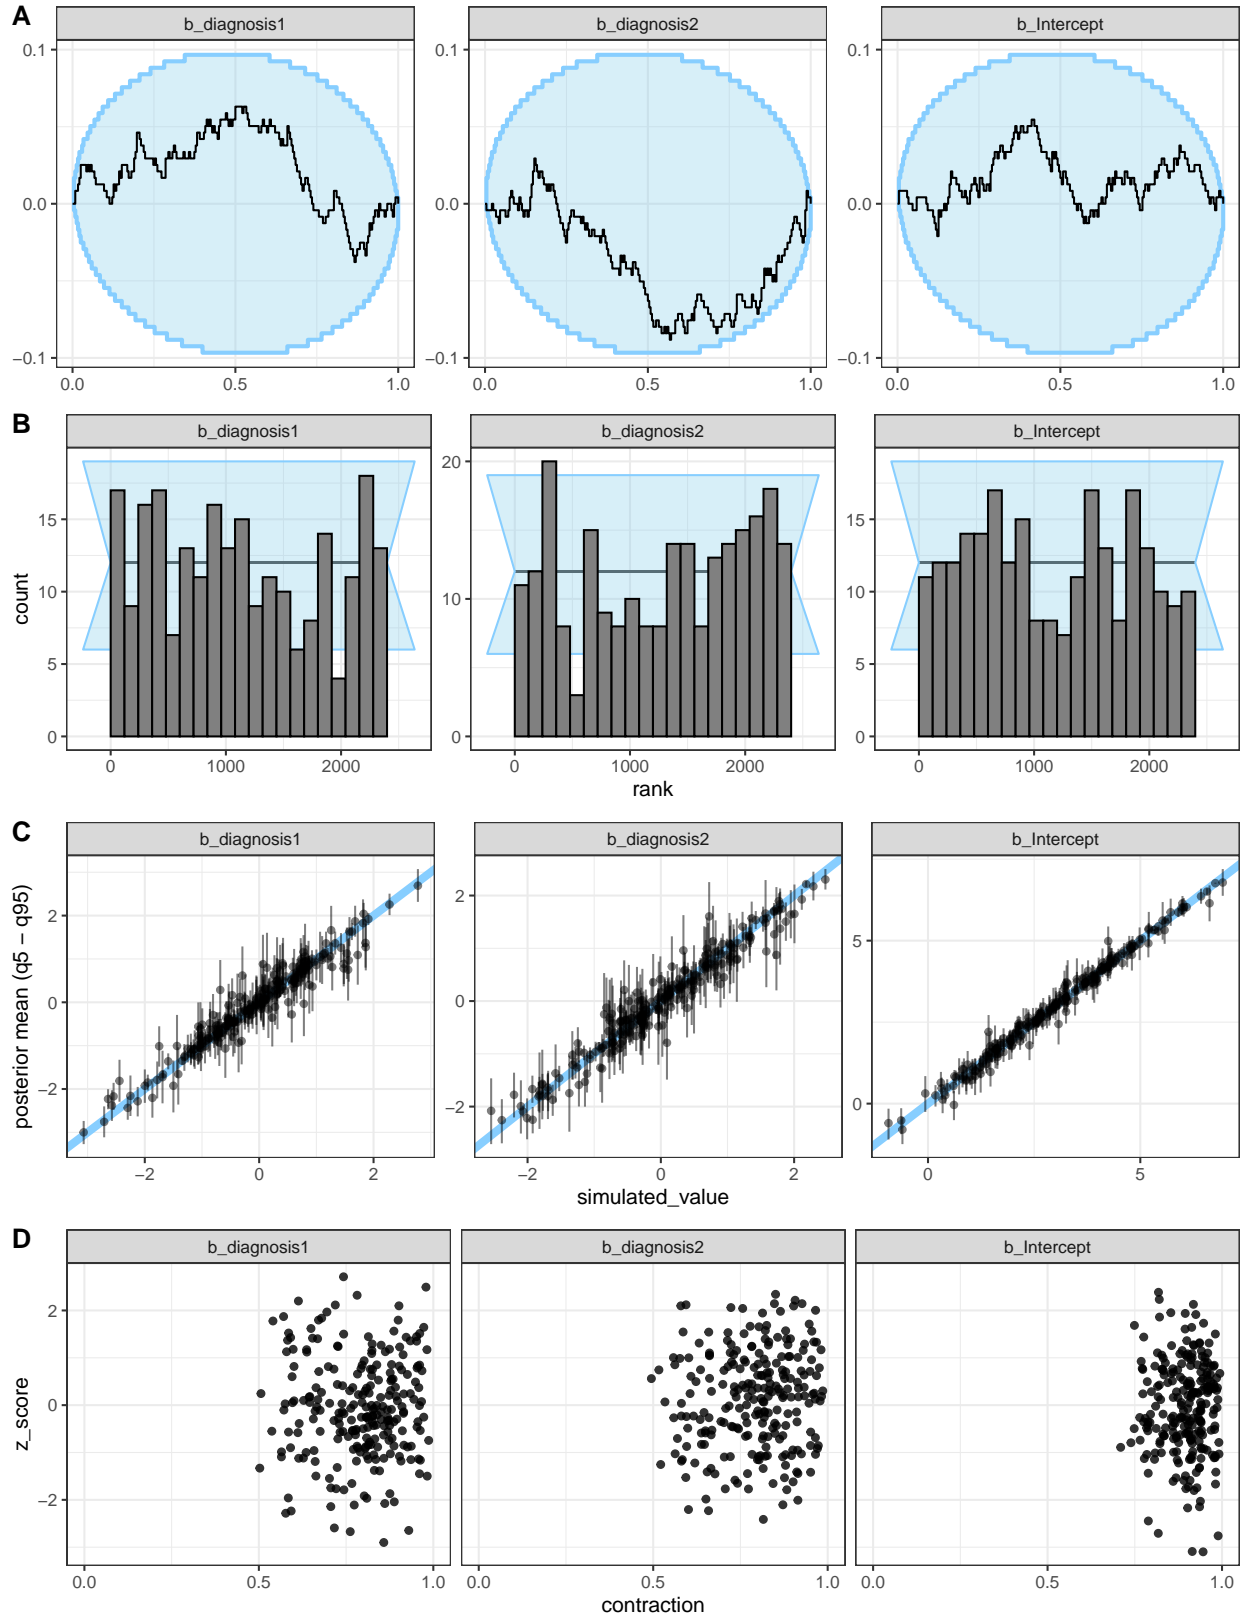 A
b_diagnosis1 b_diagnosis2 b_Intercept
0.1 0.1
0.0 0.0
−0.1 −0.1 −0.1
0.0 0.5 1.0 0.0 0.5 1.0 0.0 0.5 1.0
B
b_diagnosis1 b_diagnosis2 b_Intercept
count
15 20 15
10 10 10
5 5
0 0 0
0 1000 2000 0 1000 2000 0 1000 2000
rank
C
b_diagnosis1 b_diagnosis2 b_Intercept
posterior mean (q5 − q95)
2 2 5
0 0
−2 −2 0
−2 0 2 −2 0 2 0 5
simulated_value
D
b_diagnosis1 b_diagnosis2 b_Intercept
z_score
2
0
−2
0.0 0.5 1.0 0.0 0.5 1.0 0.0 0.5 1.0
contraction